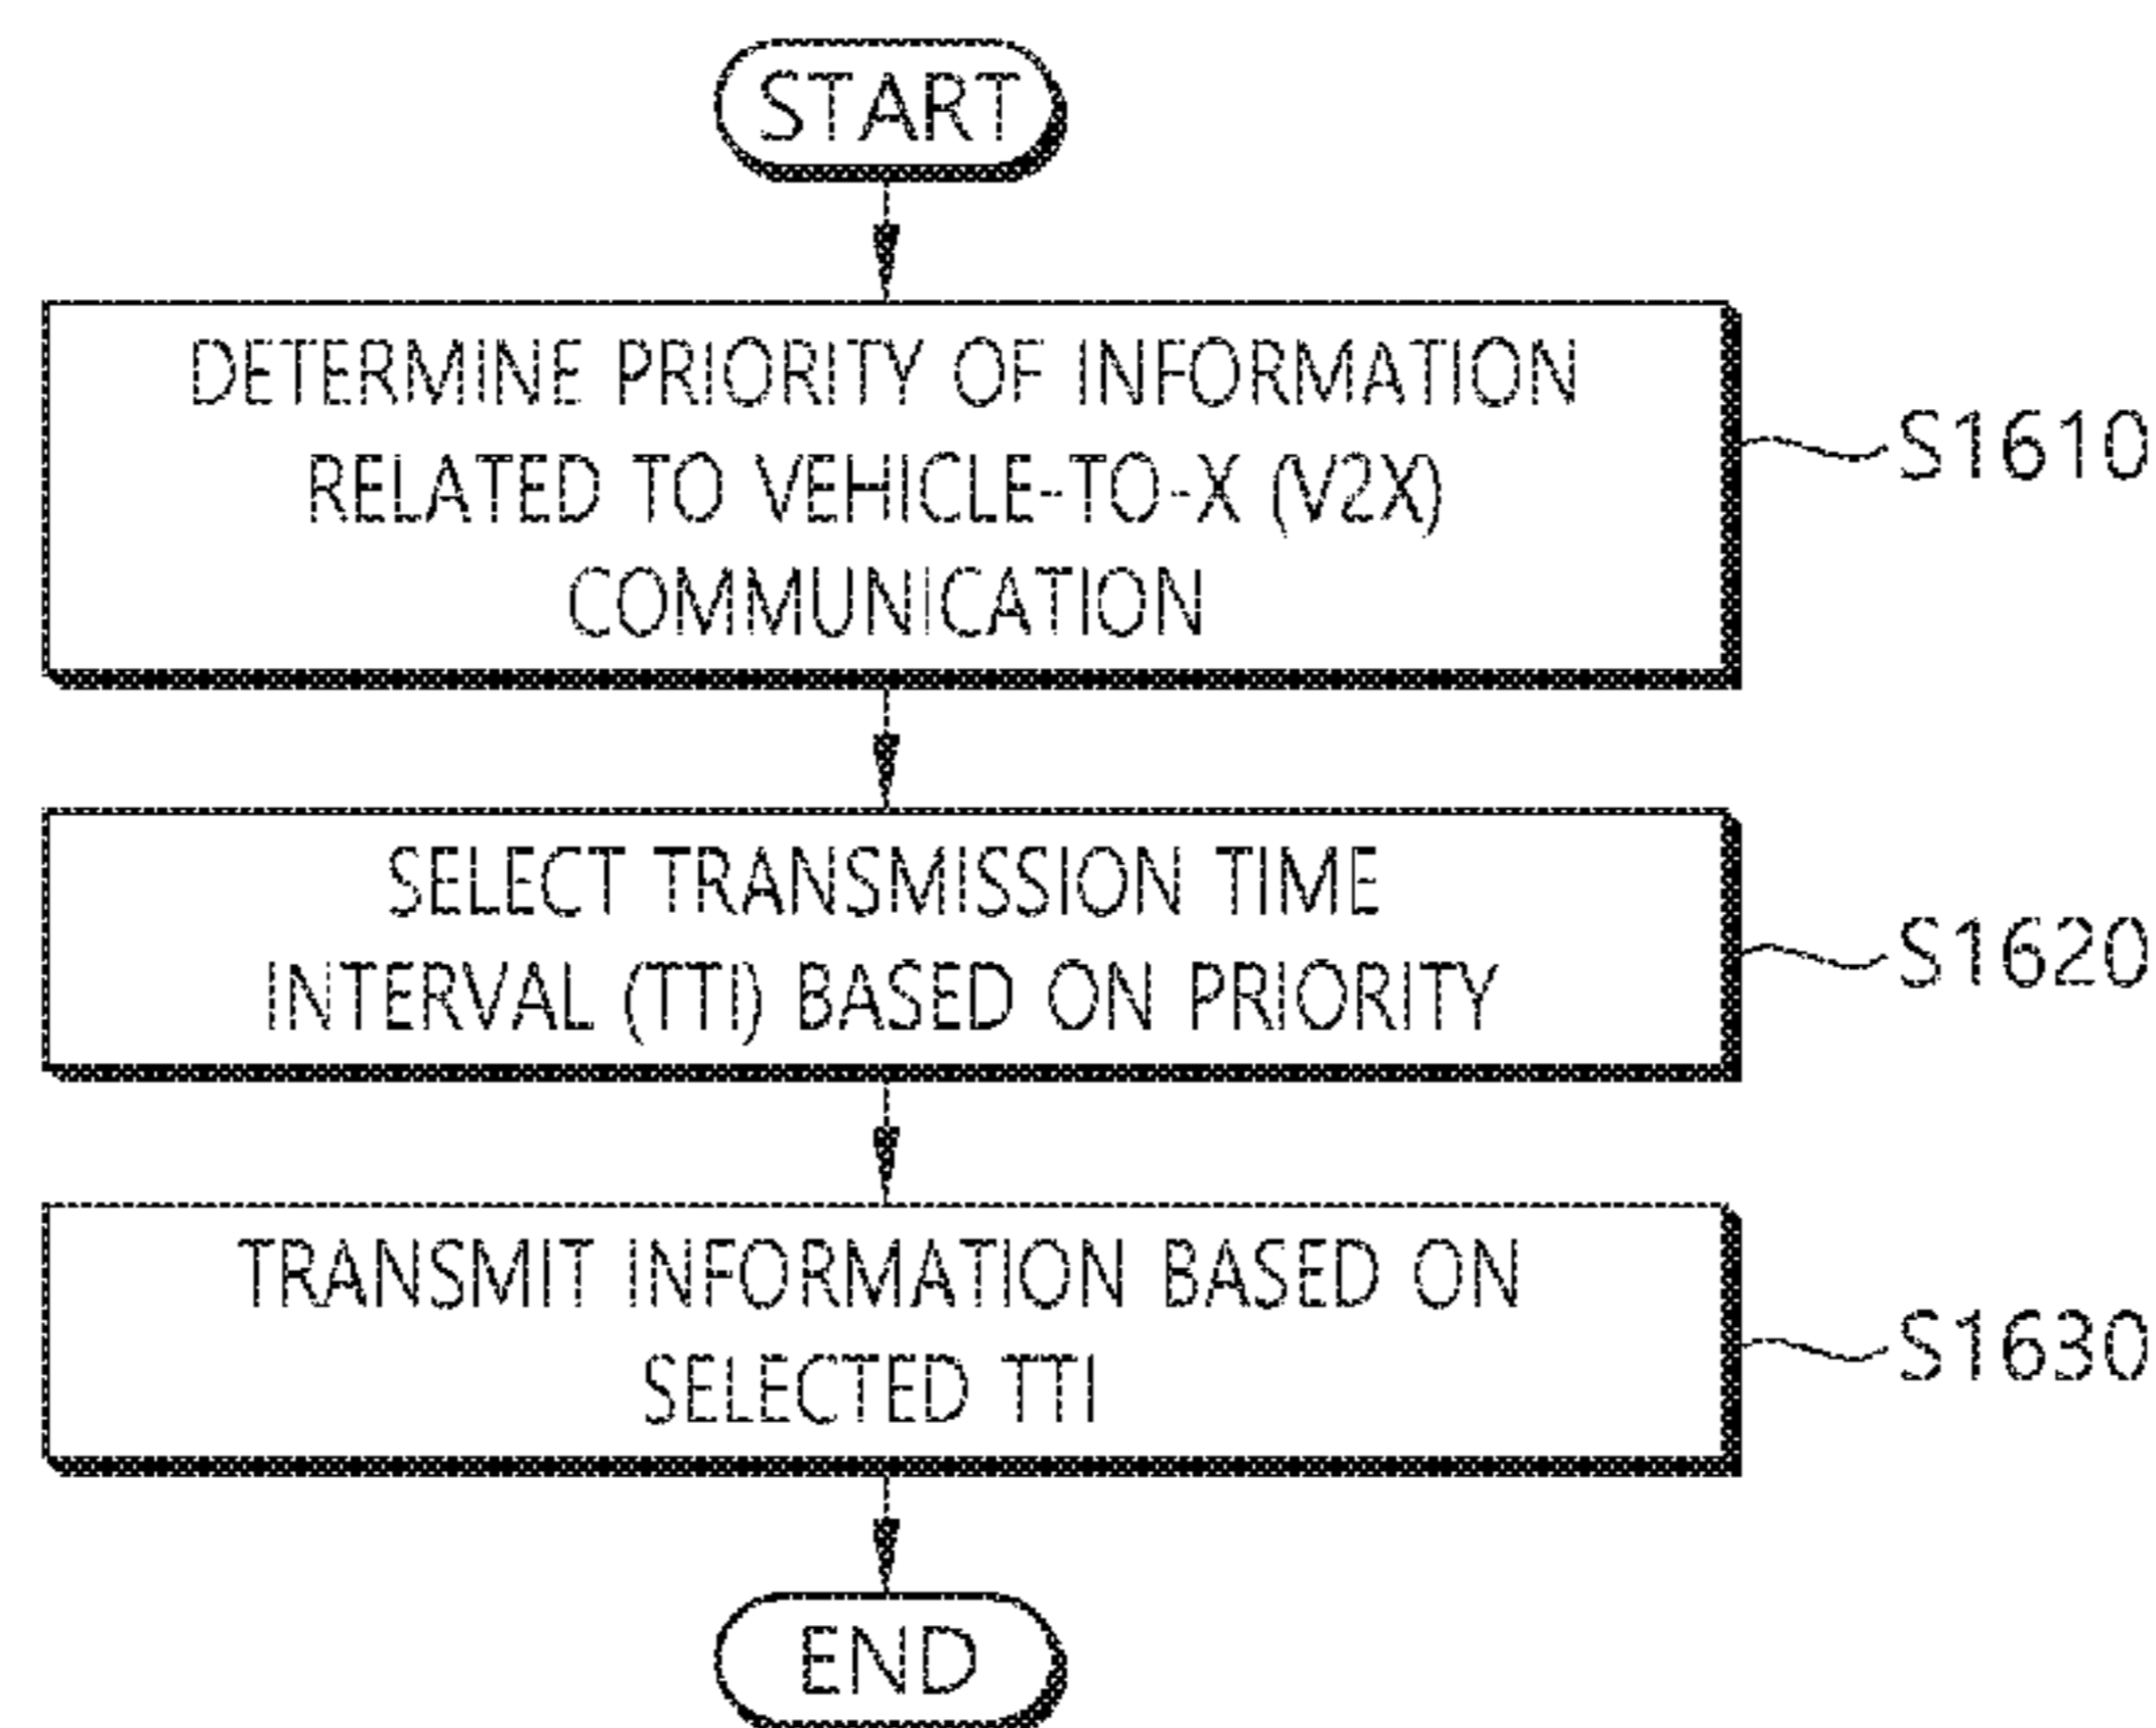 START
DETERMINE PRIORITY OF INFORMATION
RELATED TO VEHICLE-TO-X (V2X)
COMMUNICATION
S1610
SELECT TRANSMISSION TIME
INTERVAL (TTI) BASED ON PRIORITY
S1620
TRANSMIT INFORMATION BASED ON
SELECTED TTI
S1630
END